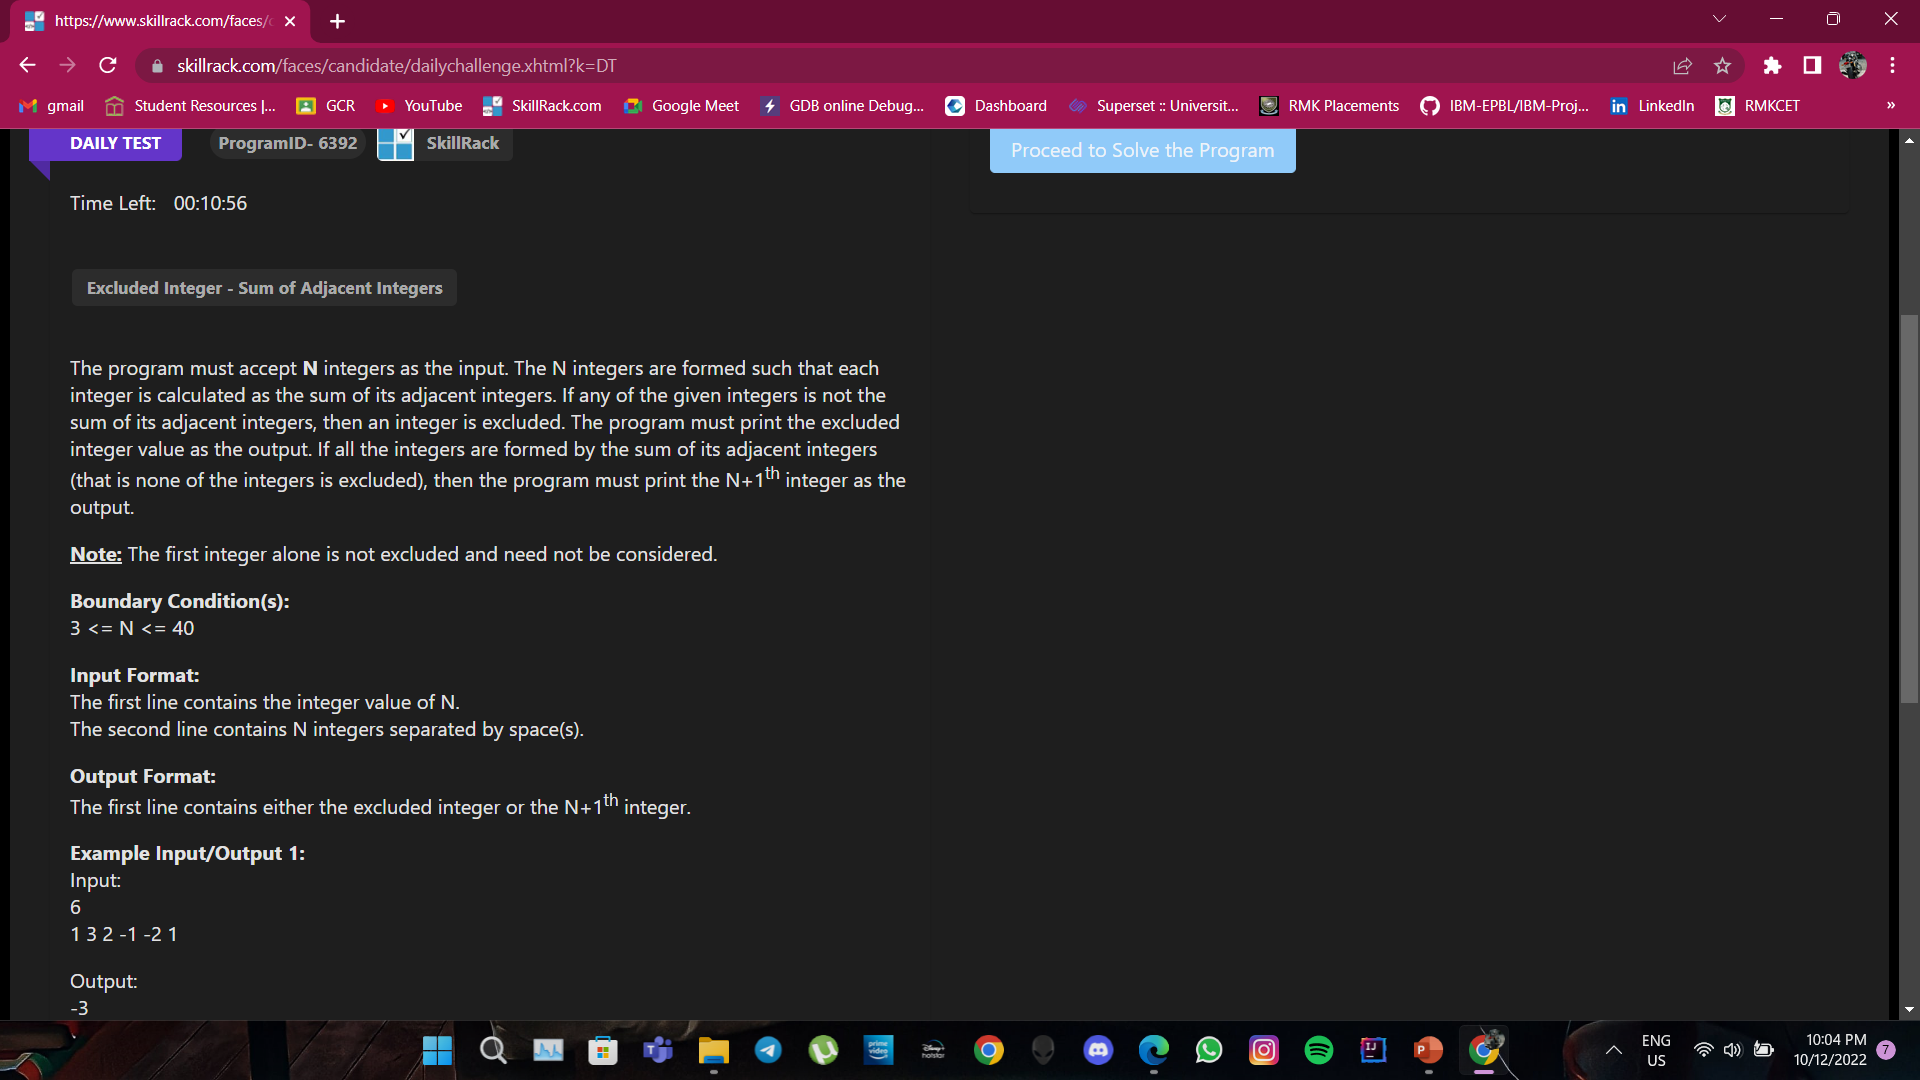 https://www.skillrack.com/faces/c
skillrack.com/faces/candidate/dailychallenge.xhtml?k=DT
gmail Student Resources |... GCR YouTube SkillRack.com Google Meet GDB online Debug... Dashboard Superset :: Universit... RMK Placements IBM-EPBL/IBM-Proj... LinkedIn RMKCET »
DAILY TEST ProgramID- 6392 SkillRack
Proceed to Solve the Program
Time Left: 00:10:56
Excluded Integer - Sum of Adjacent Integers
The program must accept N integers as the input. The N integers are formed such that each
integer is calculated as the sum of its adjacent integers. If any of the given integers is not the
sum of its adjacent integers, then an integer is excluded. The program must print the excluded
integer value as the output. If all the integers are formed by the sum of its adjacent integers
(that is none of the integers is excluded), then the program must print the N+1th integer as the
output.
Note: The first integer alone is not excluded and need not be considered.
Boundary Condition(s):
3 <= N <= 40
Input Format:
The first line contains the integer value of N.
The second line contains N integers separated by space(s).
Output Format:
The first line contains either the excluded integer or the N+1th integer.
Example Input/Output 1:
Input:
6
1 3 2 -1 -2 1
Output:
-3
prime video
Disney+ hotstar
ENG
US
10:04 PM
10/12/2022
7